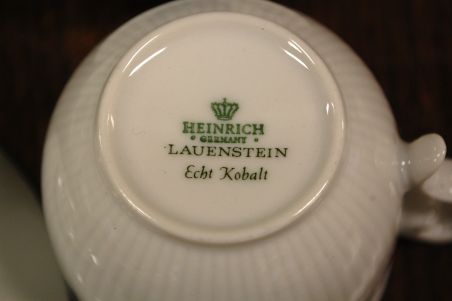 HEINRICH
GERMANY
LAUENSTEIN
Echt Kobalt